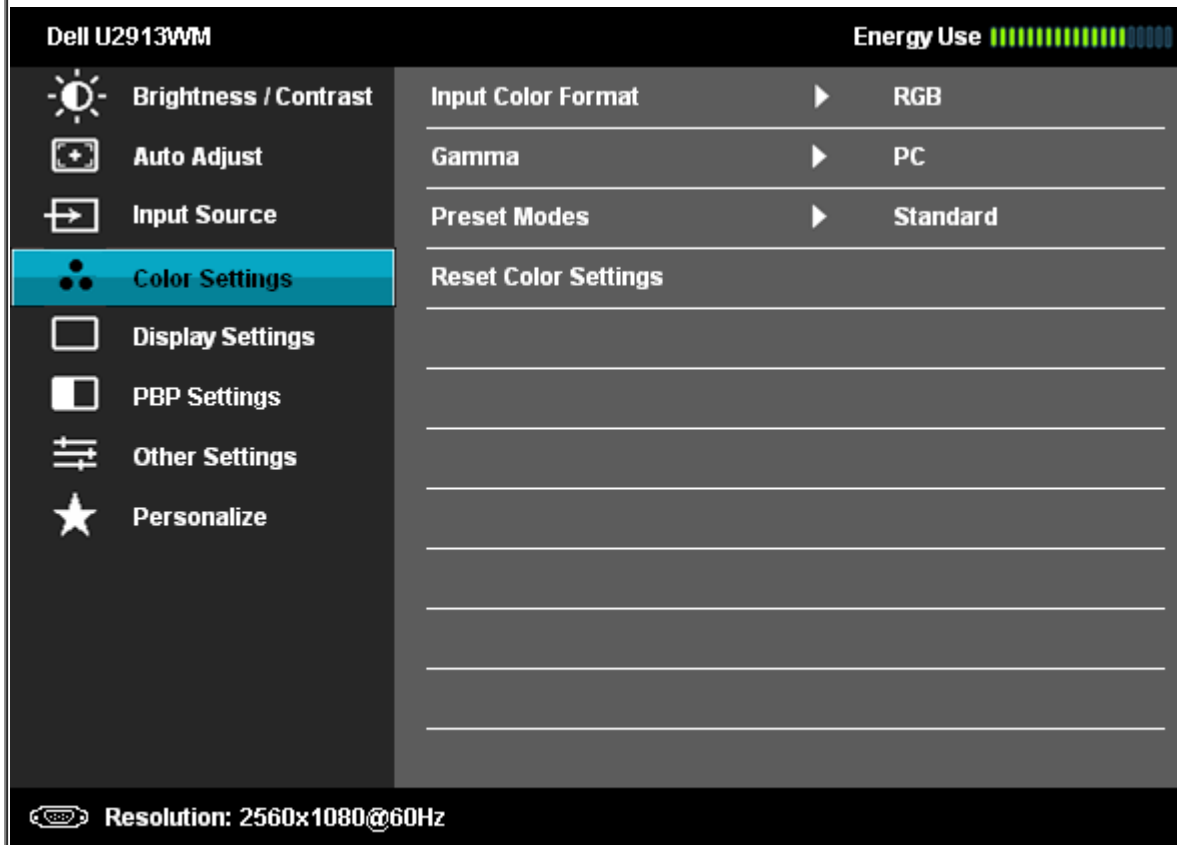 Dell U2913WM
Energy Use
Brightness / Contrast
Input Color Format
RGB
Auto Adjust
Gamma
PC
Input Source
Preset Modes
Standard
Color Settings
Reset Color Settings
Display Settings
PBP Settings
Other Settings
Personalize
Resolution: 2560x1080@60Hz